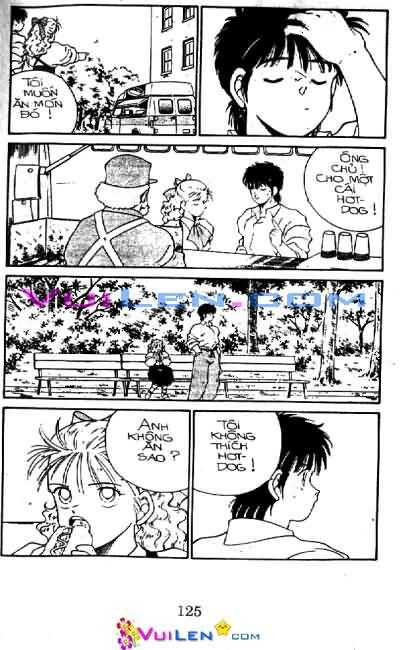 TÔI
MUỐN
ĂN MÓN
ĐÓ!
ÔNG
CHỦ!
CHO MỘT
CÁI
HOT-
DOG!
VUILEN.COM
ANH
KHÔNG
ĂN
SAO?
TÔI
KHÔNG
THÍCH
HOT-
DOG!
125
VUILEN.COM